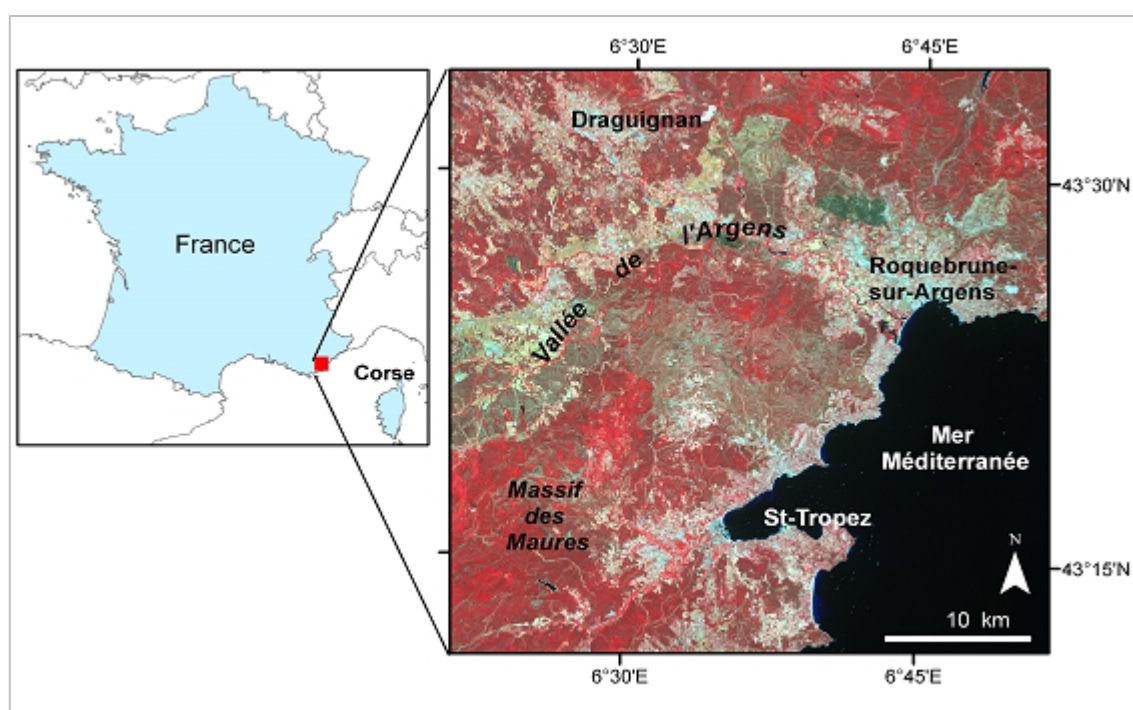 6°30'E
6°45'E
Draguignan
43°30'N
France
Vallée de l'Argens
Roquebrune-
sur-Argens
Corse
Mer
Méditerranée
Massif
des
Maures
St-Tropez
N
43°15'N
10 km
6°30'E
6°45'E